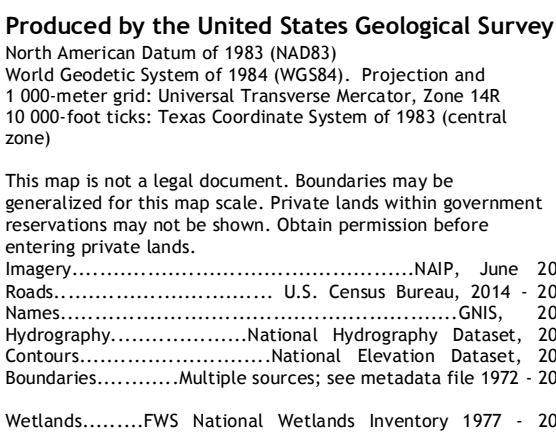 Produced by the United States Geological Survey
North American Datum of 1983 (NAD83)
World Geodetic System of 1984 (WGS84). Projection and
1 000-meter grid: Universal Transverse Mercator, Zone 14R
10 000-foot ticks: Texas Coordinate System of 1983 (central
zone)
This map is not a legal document. Boundaries may be
generalized for this map scale. Private lands within government
reservations may not be shown. Obtain permission before
entering private lands.
Imagery.............................................NAIP, June 20
Roads............................. U.S. Census Bureau, 2014 - 20
Names....................................................GNIS, 20
Hydrography..................National Hydrography Dataset, 20
Contours.........................National Elevation Dataset, 20
Boundaries............Multiple sources; see metadata file 1972 - 20
Wetlands.........FWS National Wetlands Inventory 1977 - 20